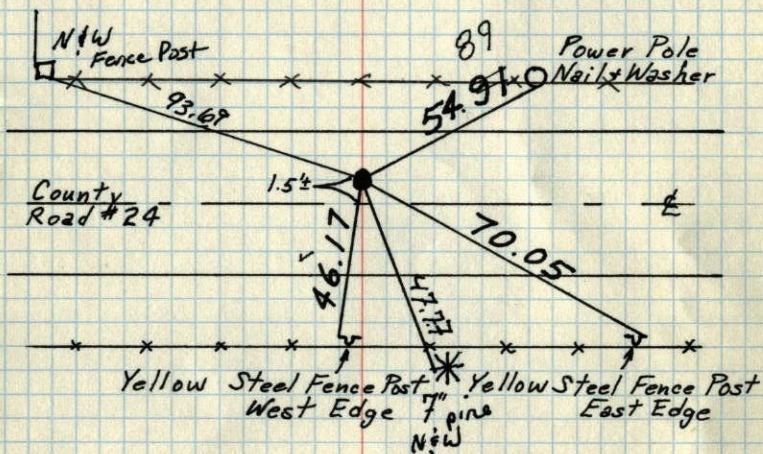 N&W
Fence Post
89
Power Pole
Nail & Washer
93.69
54.91
1.5'±
County
Road #24
℄
46.17
47.77
70.05
Yellow Steel Fence Post
West Edge
7"
pine
N&W
Yellow Steel Fence Post
East Edge